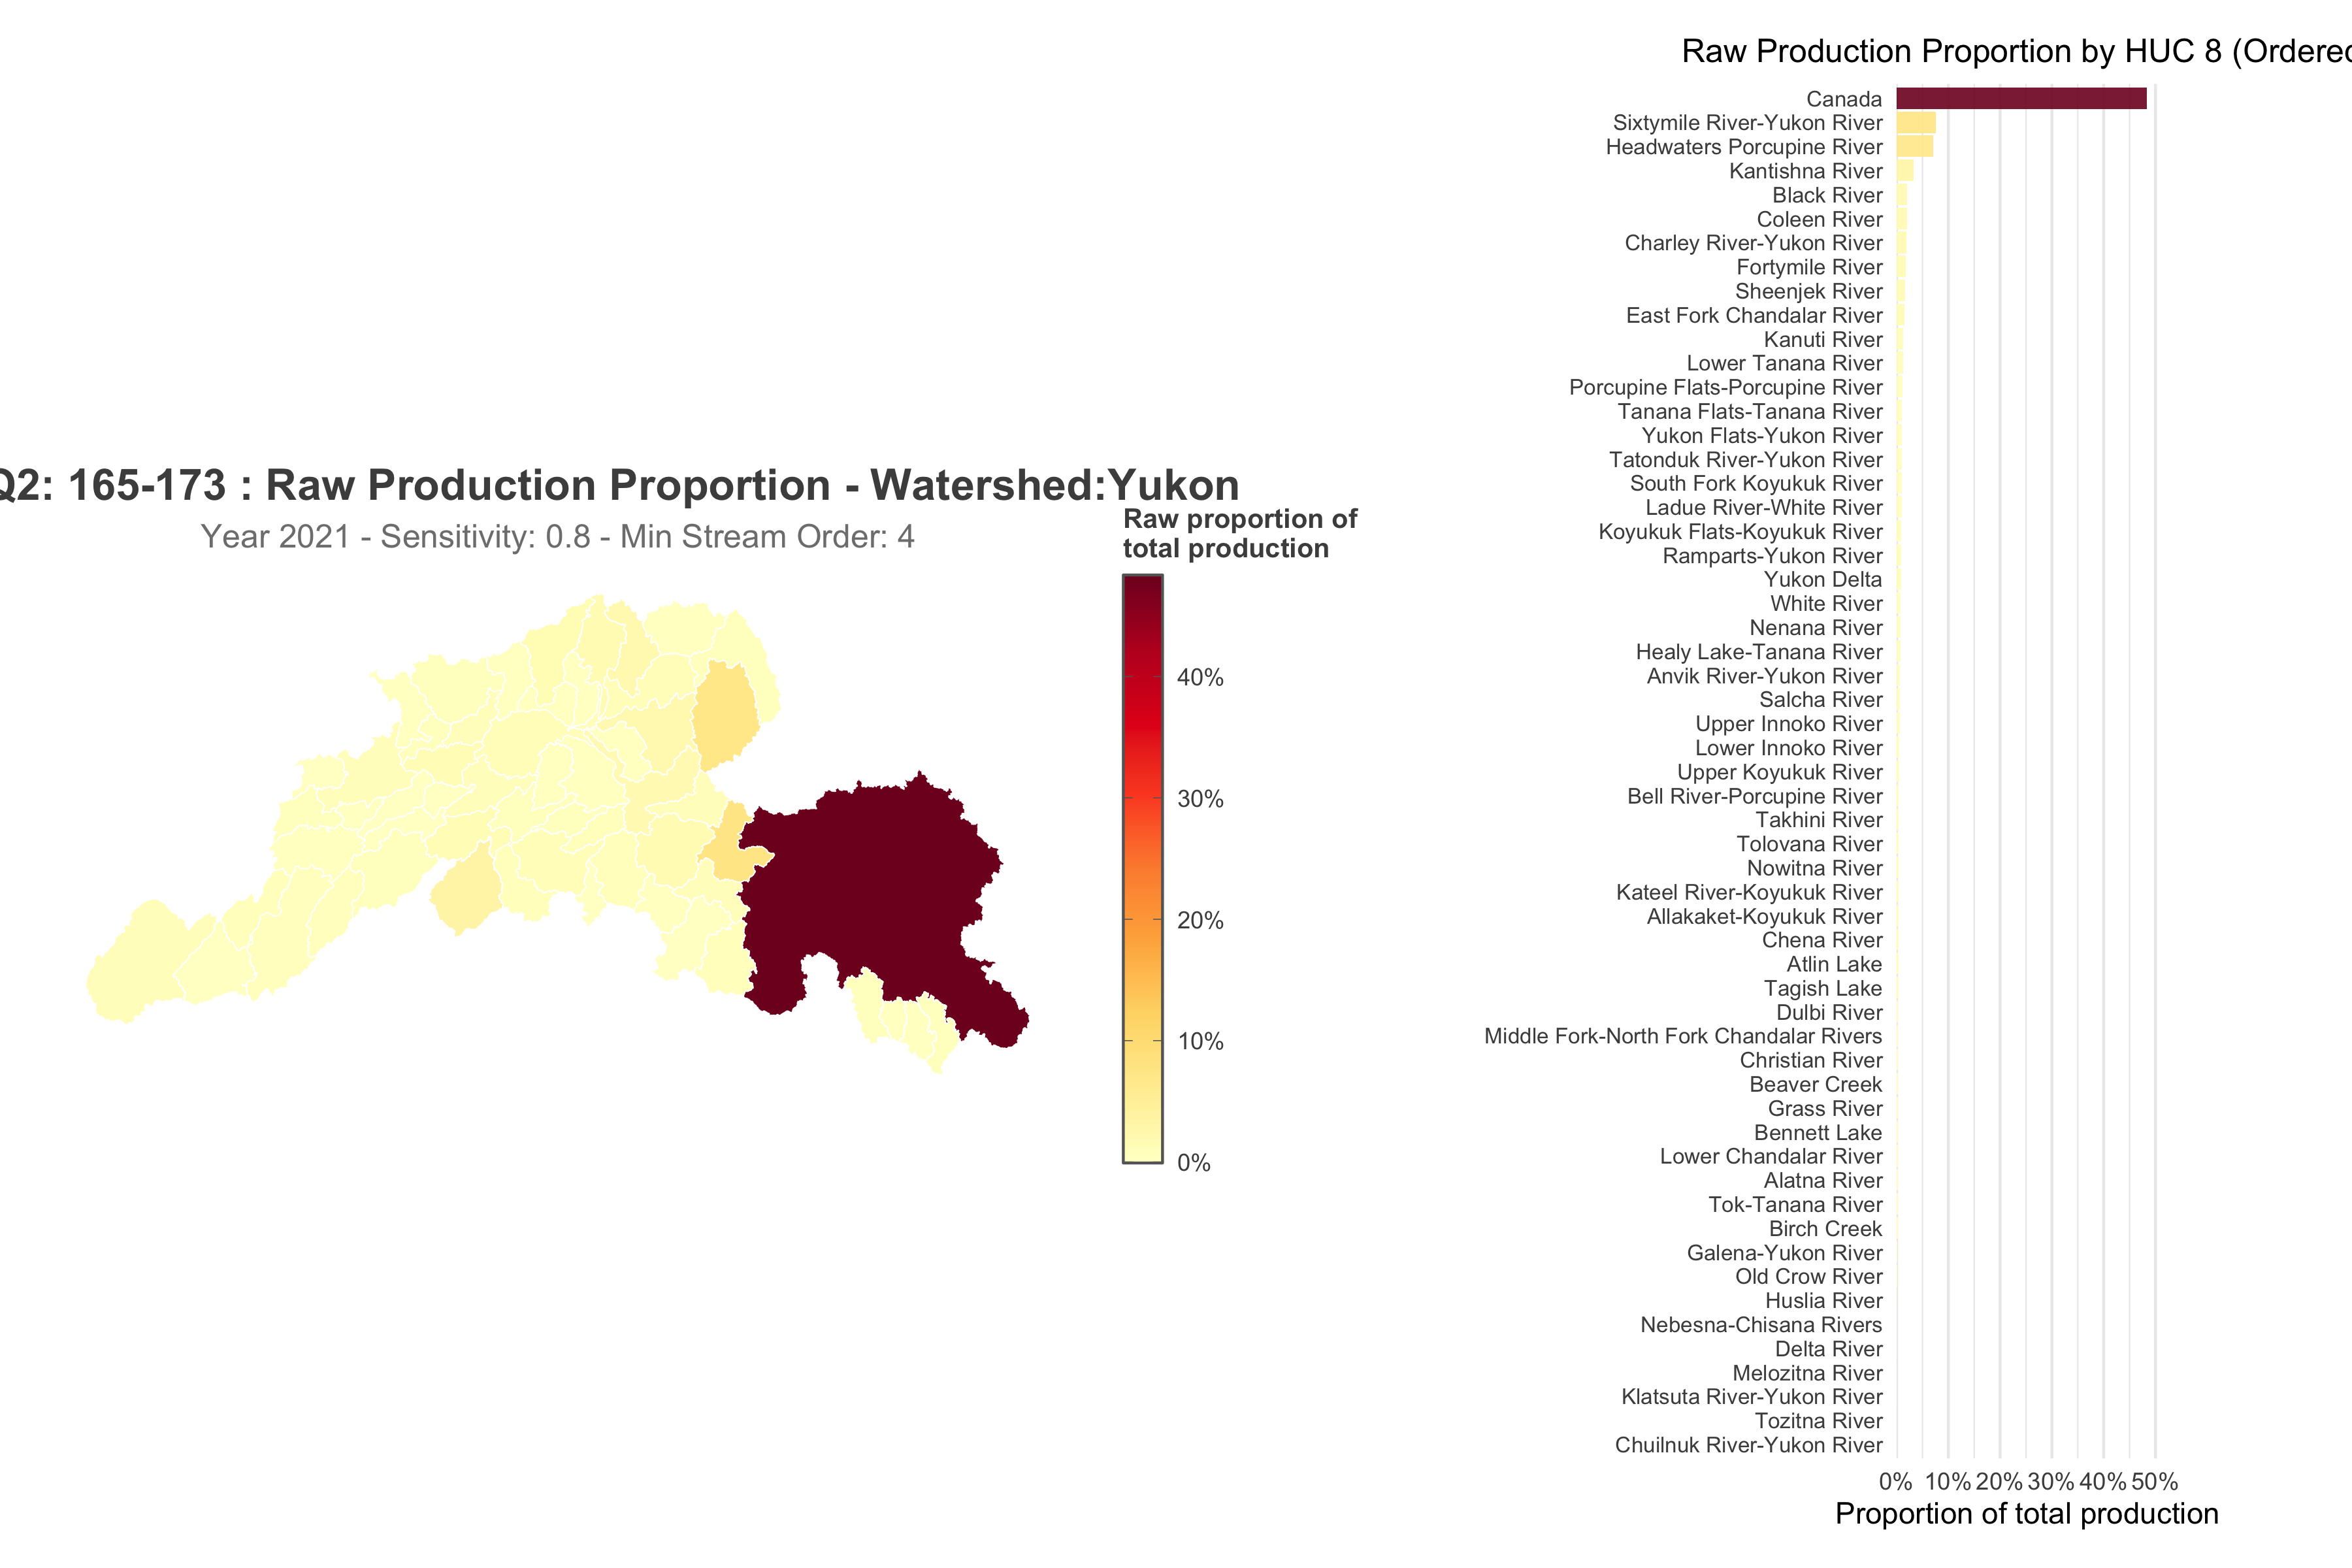 Q2: 165-173 : Raw Production Proportion - Watershed:Yukon
Year 2021 - Sensitivity: 0.8 - Min Stream Order: 4
Raw proportion of
total production
40%
30%
20%
10%
0%
Raw Production Proportion by HUC 8 (Ordered
Canada
Sixtymile River-Yukon River
Headwaters Porcupine River
Kantishna River
Black River
Coleen River
Charley River-Yukon River
Fortymile River
Sheenjek River
East Fork Chandalar River
Kanuti River
Lower Tanana River
Porcupine Flats-Porcupine River
Tanana Flats-Tanana River
Yukon Flats-Yukon River
Tatonduk River-Yukon River
South Fork Koyukuk River
Ladue River-White River
Koyukuk Flats-Koyukuk River
Ramparts-Yukon River
Yukon Delta
White River
Nenana River
Healy Lake-Tanana River
Anvik River-Yukon River
Salcha River
Upper Innoko River
Lower Innoko River
Upper Koyukuk River
Bell River-Porcupine River
Takhini River
Tolovana River
Nowitna River
Kateel River-Koyukuk River
Allakaket-Koyukuk River
Chena River
Atlin Lake
Tagish Lake
Dulbi River
Middle Fork-North Fork Chandalar Rivers
Christian River
Beaver Creek
Grass River
Bennett Lake
Lower Chandalar River
Alatna River
Tok-Tanana River
Birch Creek
Galena-Yukon River
Old Crow River
Huslia River
Nebesna-Chisana Rivers
Delta River
Melozitna River
Klatsuta River-Yukon River
Tozitna River
Chuilnuk River-Yukon River
0% 10% 20% 30% 40% 50%
Proportion of total production